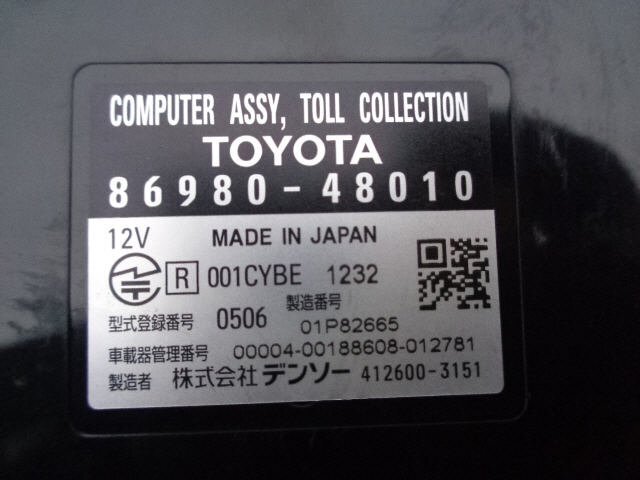 COMPUTER ASSY, TOLL COLLECTION
TOYOTA
86980-48010
12V MADE IN JAPAN
R 001CYBE 1232
型式登録番号 0506 製造番号 01P82665
車載器管理番号 00004-00188608-012781
製造者 株式会社デンソー 412600-3151